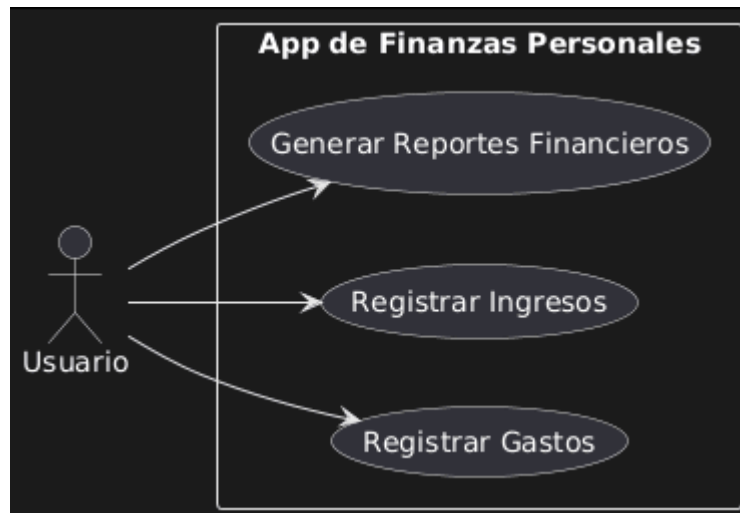 App de Finanzas Personales
Generar Reportes Financieros
Registrar Ingresos
Usuario
Registrar Gastos